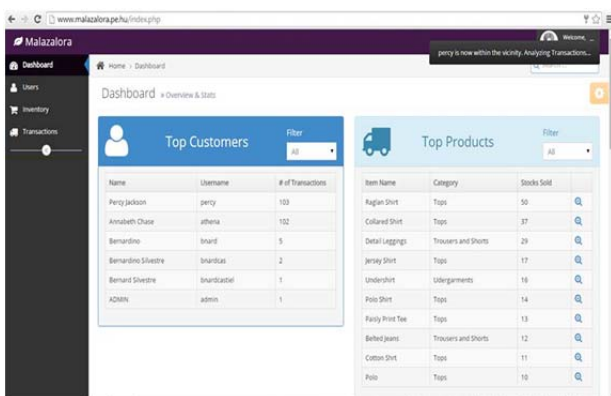 www.malazalora.pe.hu/index.php
Malazalora
Welcome, ...
percy is now within the vicinity. Analyzing Transactions...
Dashboard
Users
Inventory
Transactions
Home > Dashboard
Dashboard » Overview & Stats
Top Customers
Filter
All
Name Username # of Transactions
Percy Jackson percy 103
Annabeth Chase athena 102
Bernardino bnard 5
Bernardino Silvestre bnardcas 2
Bernard Silvestre bnardcastiel 1
ADMIN admin 1
Top Products
Filter
All
Item Name Category Stocks Sold
Raglan Shirt Tops 50
Collared Shirt Tops 37
Detail Leggings Trousers and Shorts 29
Jersey Shirt Tops 17
Undershirt Udergarments 16
Polo Shirt Tops 14
Paisly Print Tee Tops 13
Belted Jeans Trousers and Shorts 12
Cotton Shirt Tops 11
Polo Tops 10